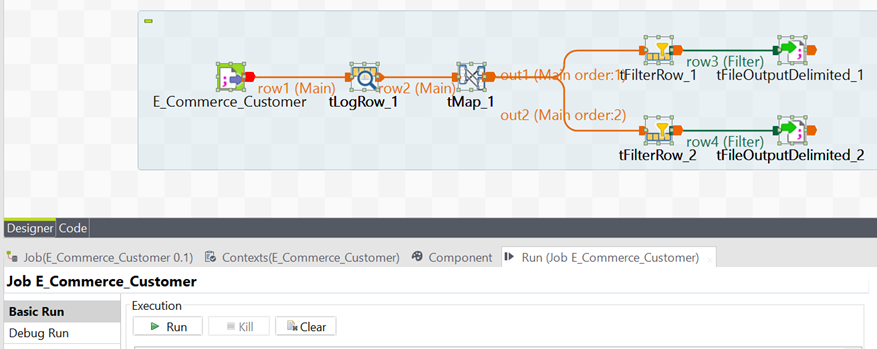 row3 (Filter)
out1 (Main order:1)
tFilterRow_1
tFileOutputDelimited_1
row1 (Main)
row2 (Main)
E_Commerce_Customer
tLogRow_1
tMap_1
out2 (Main order:2)
row4 (Filter)
tFilterRow_2
tFileOutputDelimited_2
Designer Code
Job(E_Commerce_Customer 0.1) Contexts(E_Commerce_Customer) Component Run (Job E_Commerce_Customer)
Job E_Commerce_Customer
Basic Run
Debug Run
Execution
Run Kill Clear